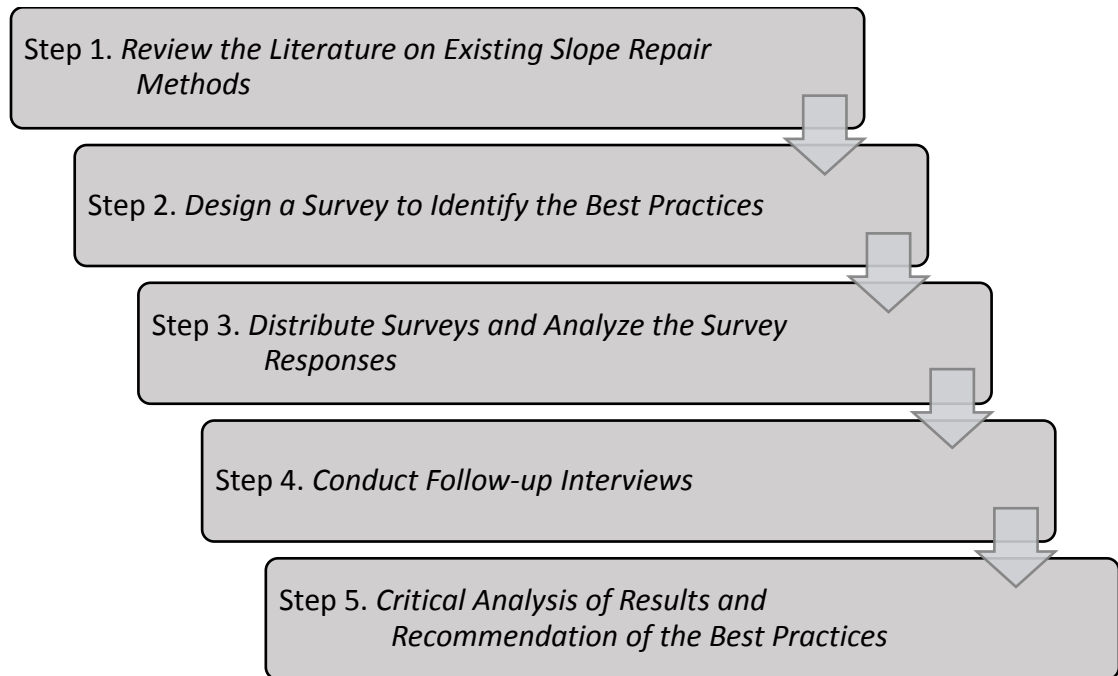 Step 1. Review the Literature on Existing Slope Repair
Methods
Step 2. Design a Survey to Identify the Best Practices
Step 3. Distribute Surveys and Analyze the Survey
Responses
Step 4. Conduct Follow-up Interviews
Step 5. Critical Analysis of Results and
Recommendation of the Best Practices